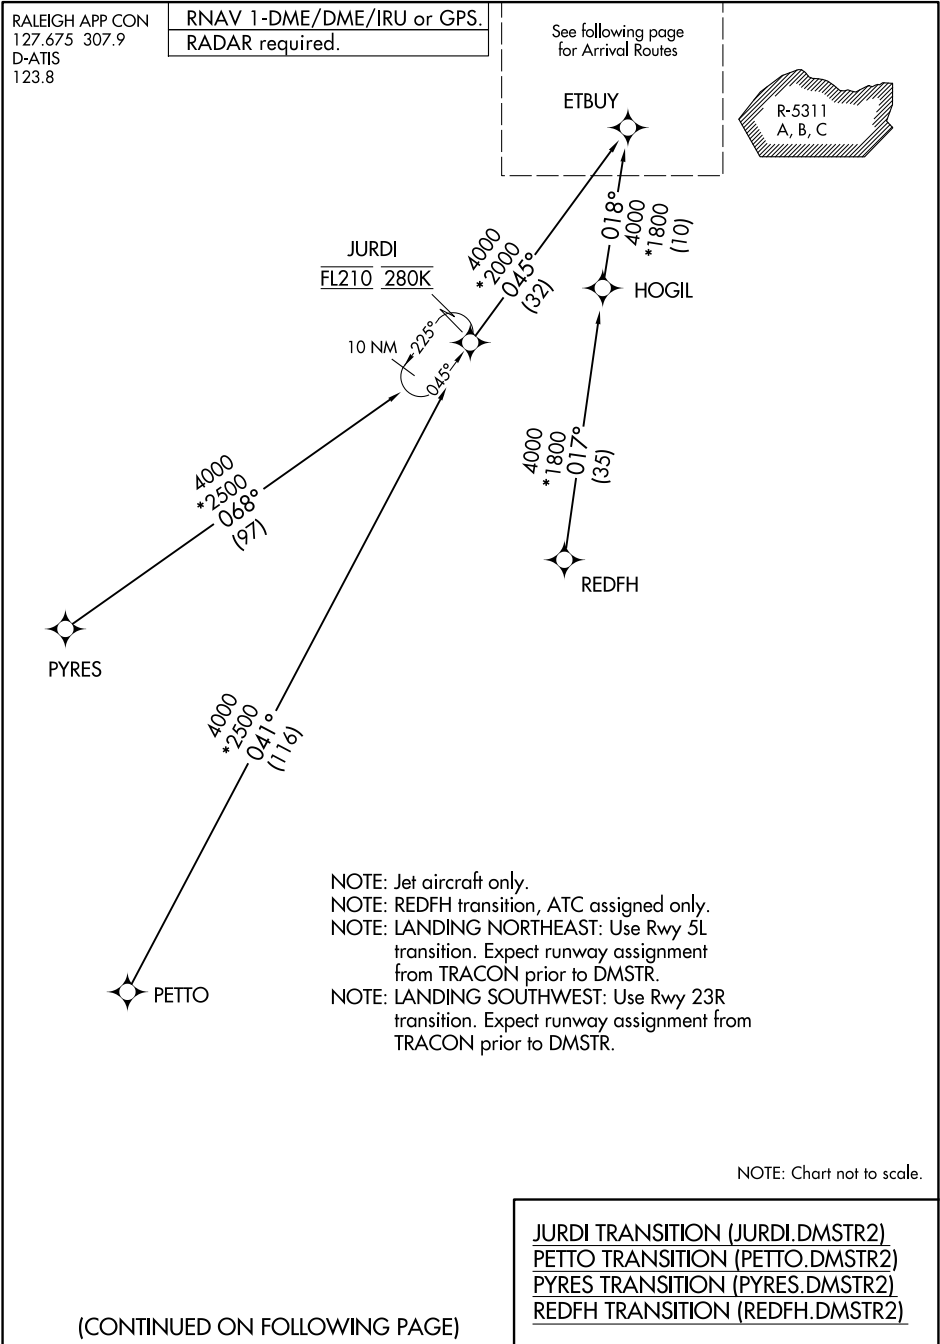 RALEIGH APP CON
127.675 307.9
D-ATIS
123.8
RNAV 1-DME/DME/IRU or GPS.
RADAR required.
See following page
for Arrival Routes
ETBUY
R-5311
A, B, C
018°
4000
*1800
(10)
JURDI
FL210 280K
4000
*2000
045°
(32)
HOGIL
10 NM
225°
045°
4000
*1800
017°
(35)
4000
*2500
068°
(97)
REDFH
PYRES
4000
*2500
041°
(116)
NOTE: Jet aircraft only.
NOTE: REDFH transition, ATC assigned only.
NOTE: LANDING NORTHEAST: Use Rwy 5L
transition. Expect runway assignment
from TRACON prior to DMSTR.
NOTE: LANDING SOUTHWEST: Use Rwy 23R
transition. Expect runway assignment from
TRACON prior to DMSTR.
PETTO
NOTE: Chart not to scale.
JURDI TRANSITION (JURDI.DMSTR2)
PETTO TRANSITION (PETTO.DMSTR2)
PYRES TRANSITION (PYRES.DMSTR2)
REDFH TRANSITION (REDFH.DMSTR2)
(CONTINUED ON FOLLOWING PAGE)